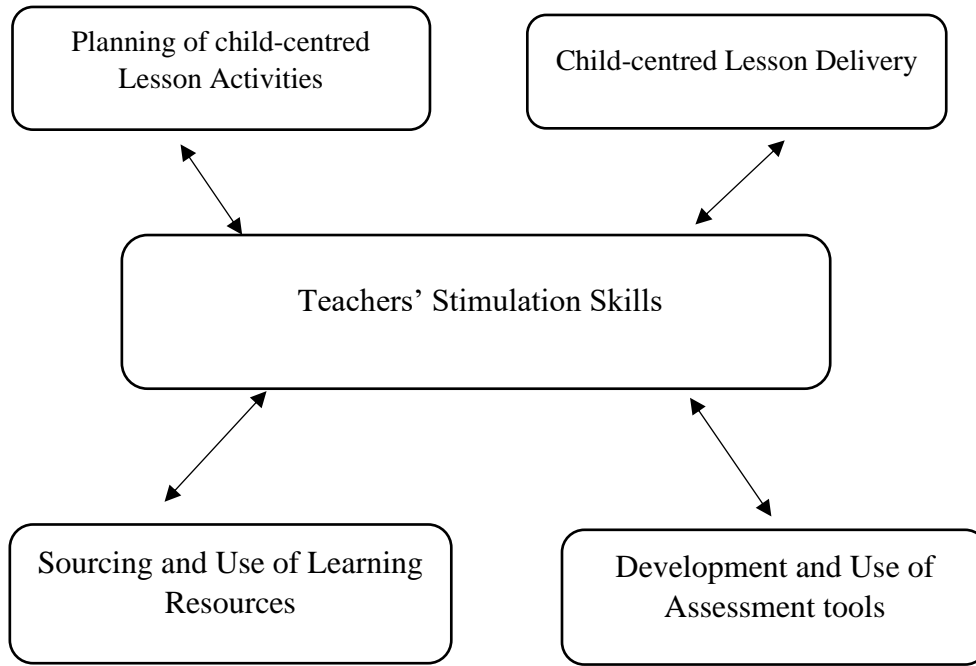 Planning of child-centred
Lesson Activities
Child-centred Lesson Delivery
Teachers’ Stimulation Skills
Sourcing and Use of Learning
Resources
Development and Use of
Assessment tools